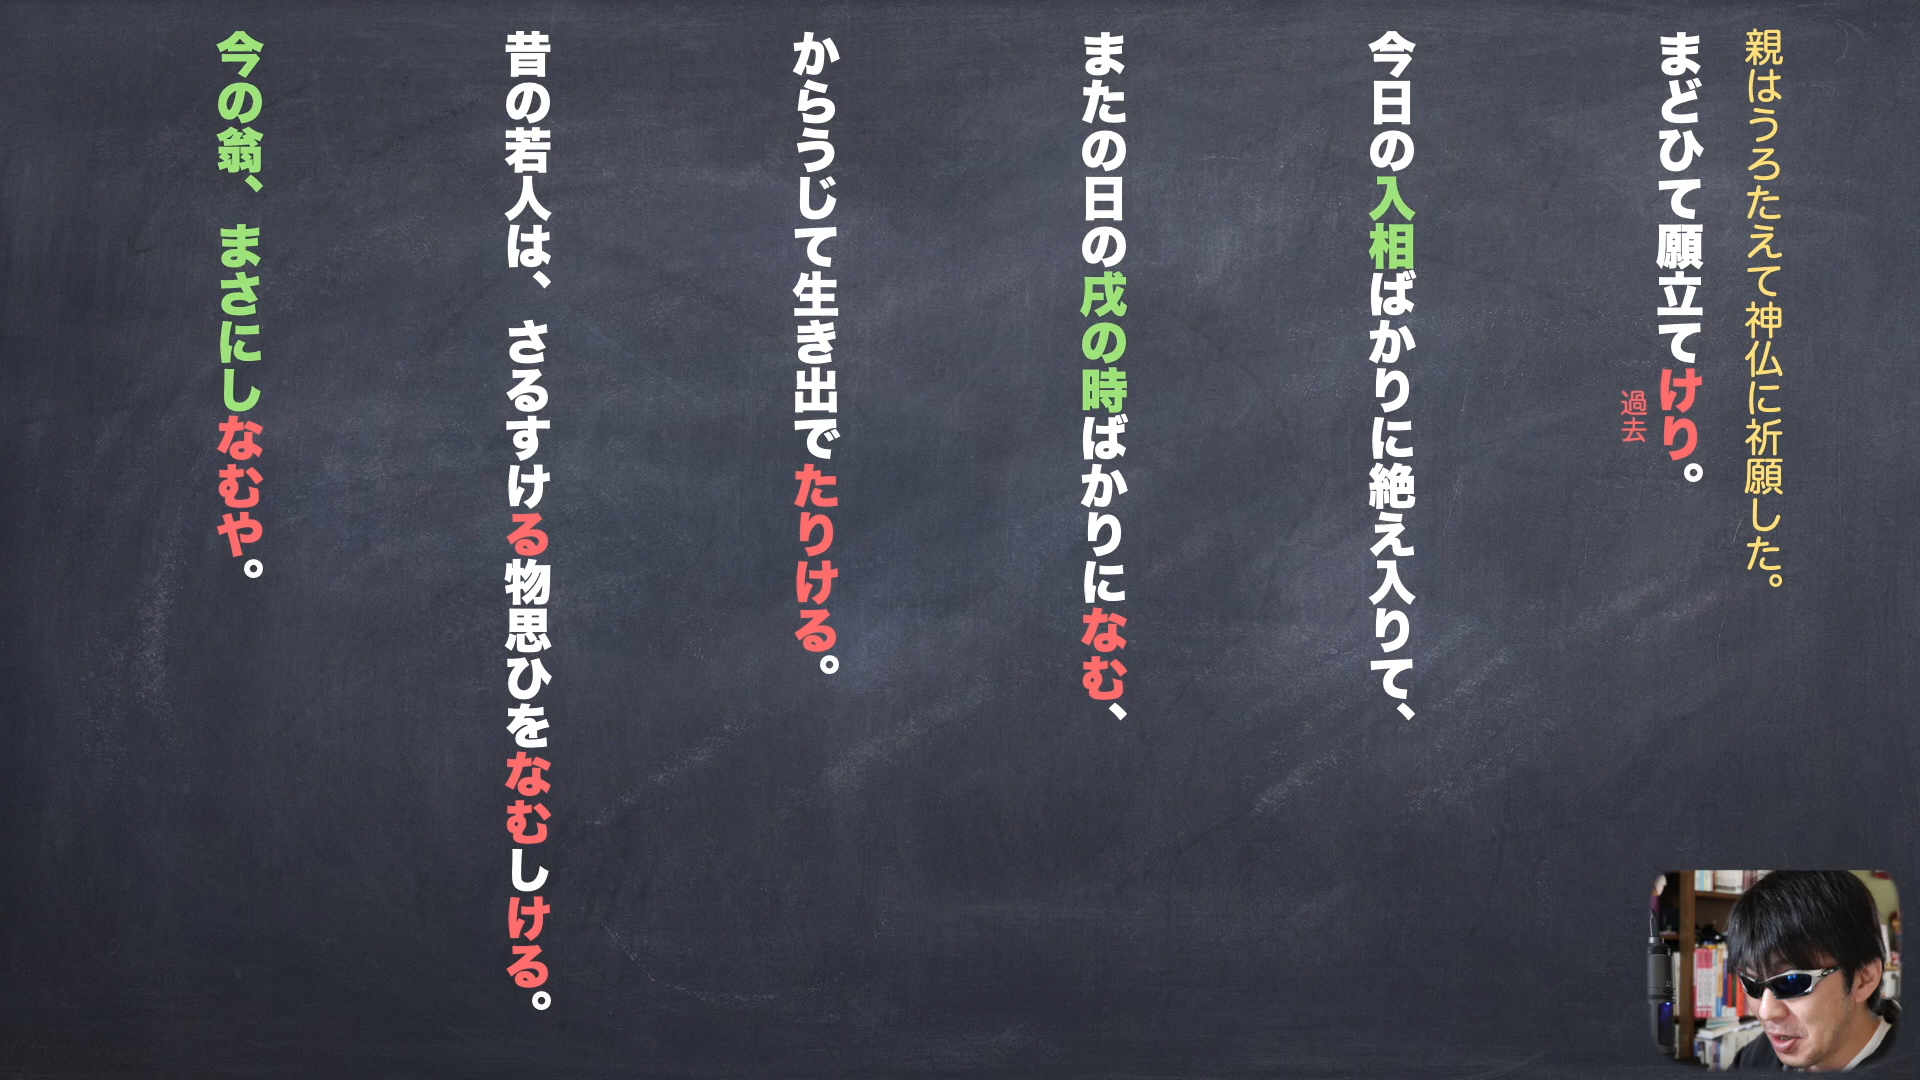 親はうろたえて神仏に祈願した。
まどひて願立てけり。
過去
今日の入相ばかりに絶え入りて、
またの日の戌の時ばかりになむ、
からうじて生き出でたりける。
昔の若人は、さるすける物思ひをなむしける。
今の翁、まさにしなむや。